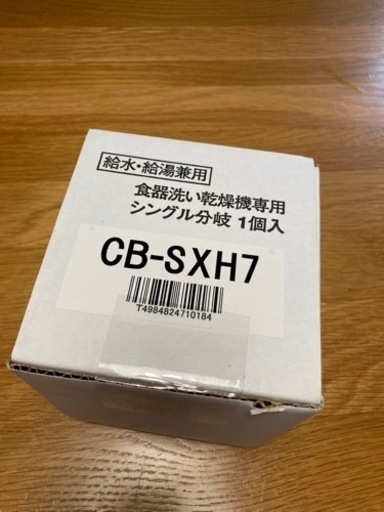 給水・給湯兼用
食器洗い乾燥機専用
シングル分岐 1個入
CB-SXH7
T4984824710184